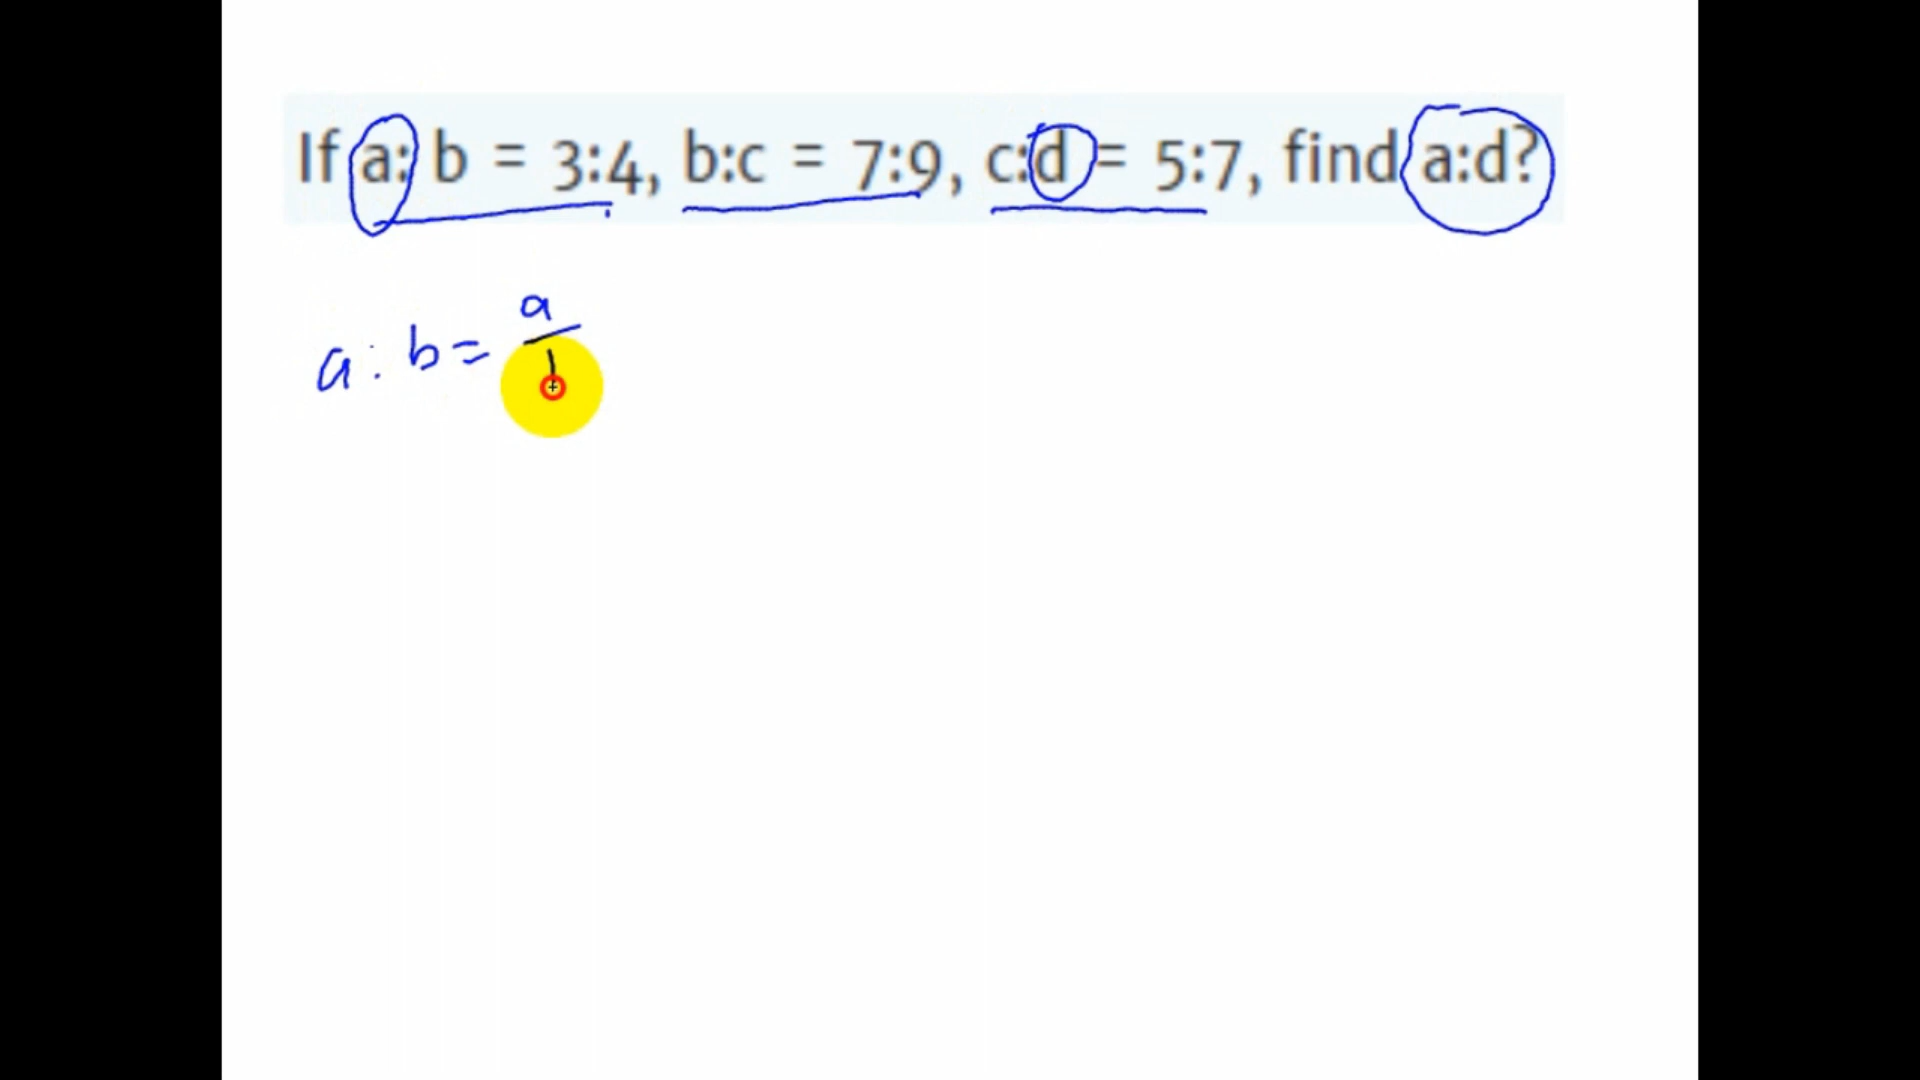 If a: b = 3:4, b:c = 7:9, c:d = 5:7, find a:d?
a : b = a/